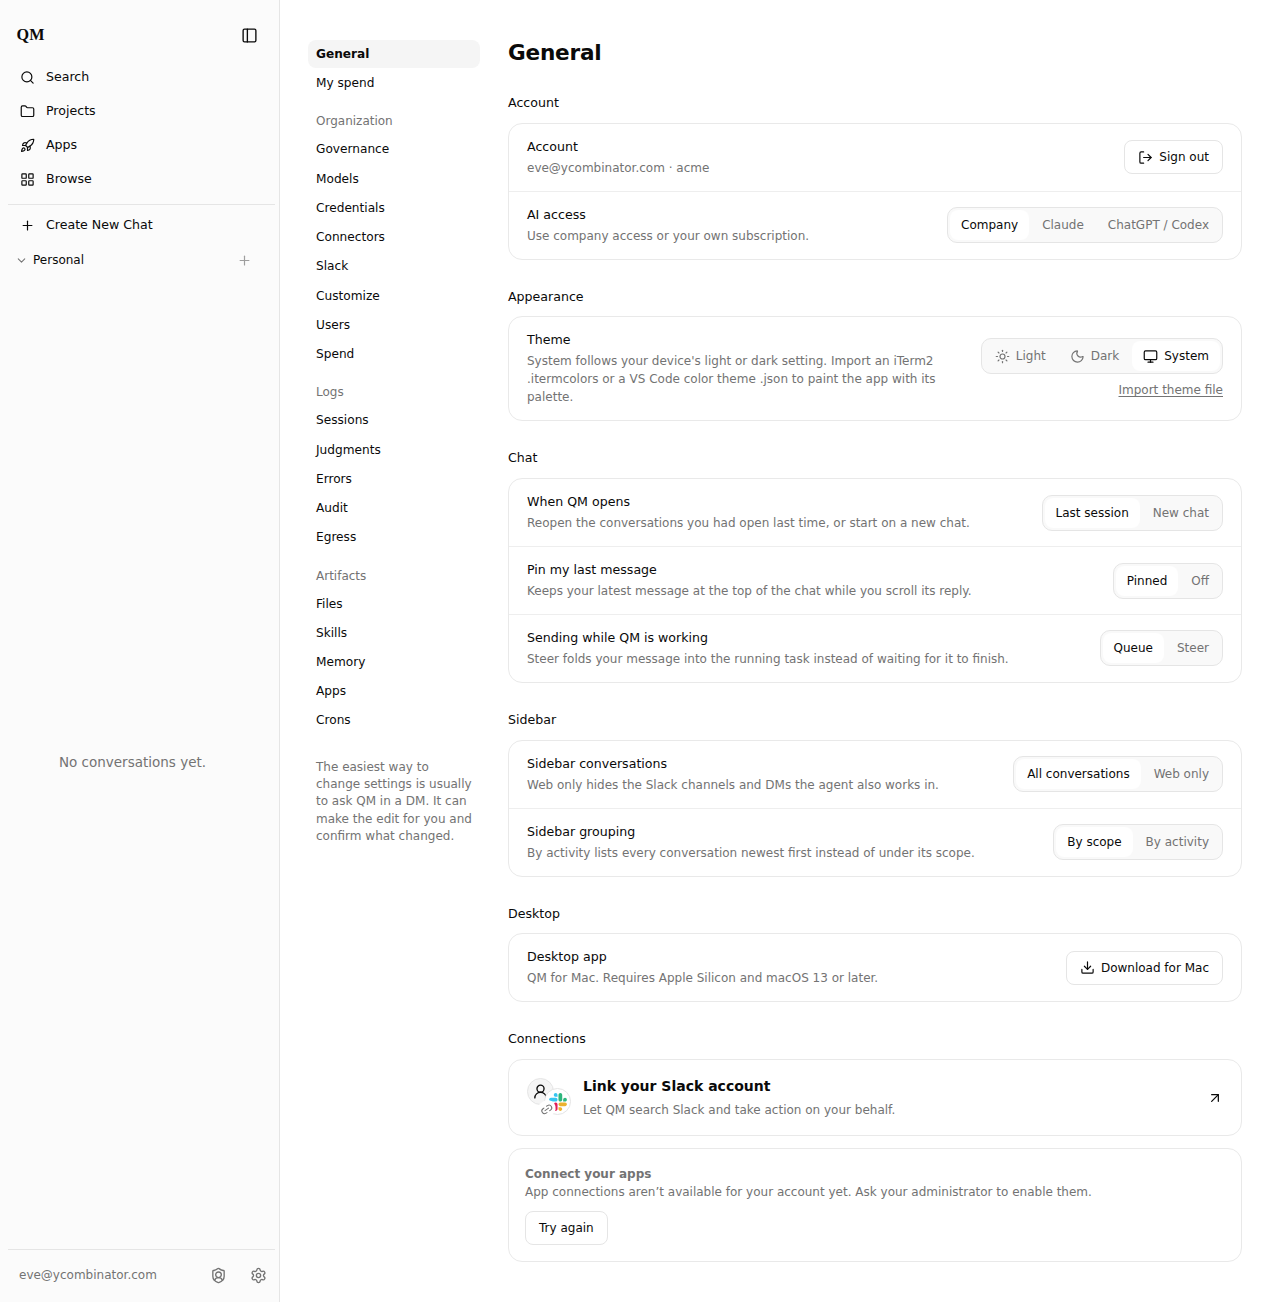 QM
Search
Projects
Apps
Browse
Create New Chat
Personal
No conversations yet.
eve@ycombinator.com
General
My spend
Organization
Governance
Models
Credentials
Connectors
Slack
Customize
Users
Spend
Logs
Sessions
Judgments
Errors
Audit
Egress
Artifacts
Files
Skills
Memory
Apps
Crons
The easiest way to
change settings is usually
to ask QM in a DM. It can
make the edit for you and
confirm what changed.
General
Account
Account
eve@ycombinator.com · acme
Sign out
AI access
Use company access or your own subscription.
Company Claude ChatGPT / Codex
Appearance
Theme
System follows your device's light or dark setting. Import an iTerm2
.itermcolors or a VS Code color theme .json to paint the app with its
palette.
Light Dark System
Import theme file
Chat
When QM opens
Reopen the conversations you had open last time, or start on a new chat.
Last session New chat
Pin my last message
Keeps your latest message at the top of the chat while you scroll its reply.
Pinned Off
Sending while QM is working
Steer folds your message into the running task instead of waiting for it to finish.
Queue Steer
Sidebar
Sidebar conversations
Web only hides the Slack channels and DMs the agent also works in.
All conversations Web only
Sidebar grouping
By activity lists every conversation newest first instead of under its scope.
By scope By activity
Desktop
Desktop app
QM for Mac. Requires Apple Silicon and macOS 13 or later.
Download for Mac
Connections
Link your Slack account
Let QM search Slack and take action on your behalf.
Connect your apps
App connections aren’t available for your account yet. Ask your administrator to enable them.
Try again